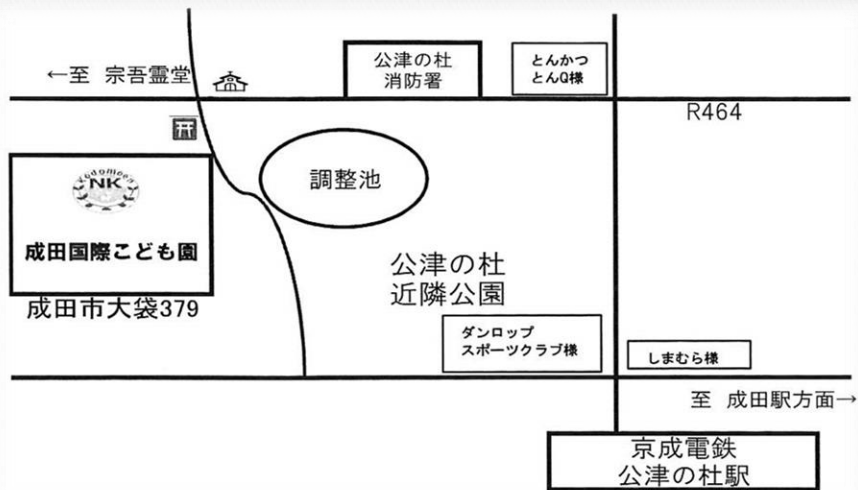 ←至 宗吾霊堂
公津の杜
消防署
とんかつ
とんQ様
R464
kodomoen
NK
成田国際こども園
成田市大袋379
調整池
公津の杜
近隣公園
ダンロップ
スポーツクラブ様
しまむら様
至 成田駅方面→
京成電鉄
公津の杜駅